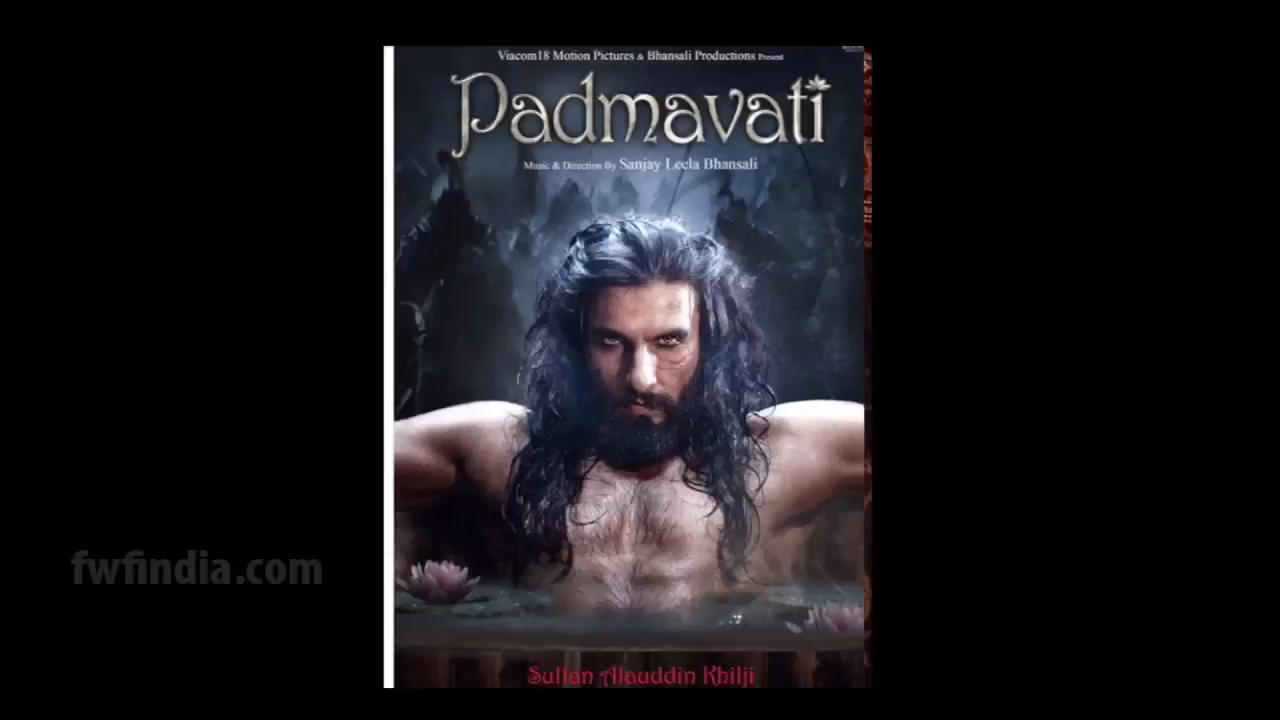 Viacom18 Motion Pictures & Bhansali Productions Present
Padmavati
Music & Direction By Sanjay Leela Bhansali
fwfindia.com
Sultan Alauddin Khilji